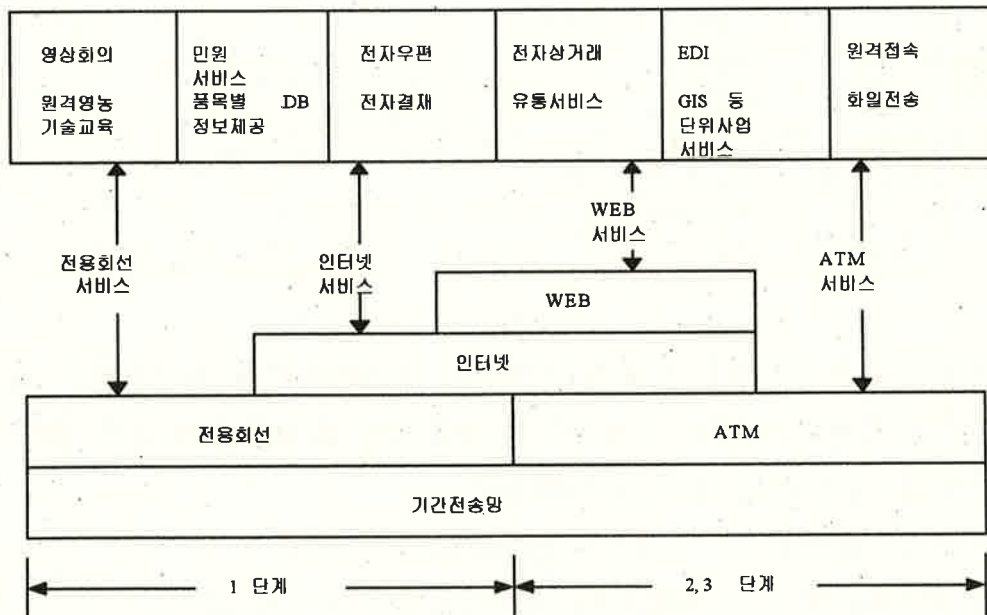 영상회의
원격영농
기술교육
민원
서비스
품목별 DB
정보제공
전자우편
전자결재
전자상거래
유통서비스
EDI
GIS 등
단위사업
서비스
원격접속
화일전송
전용회선
서비스
인터넷
서비스
WEB
서비스
ATM
서비스
WEB
인터넷
전용회선
ATM
기간전송망
1 단계
2, 3 단계